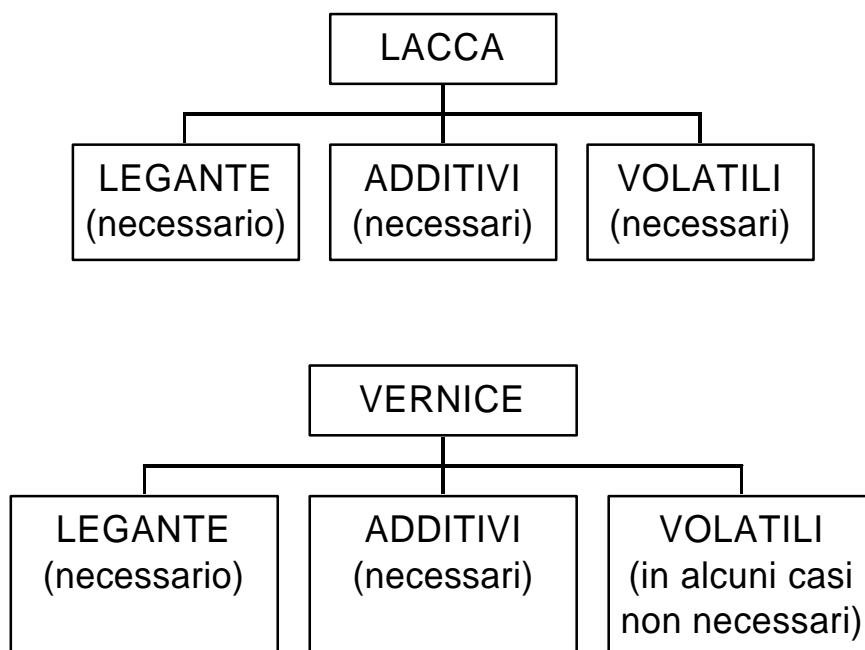 LACCA
LEGANTE
(necessario)
ADDITIVI
(necessari)
VOLATILI
(necessari)
VERNICE
LEGANTE
(necessario)
ADDITIVI
(necessari)
VOLATILI
(in alcuni casi
non necessari)